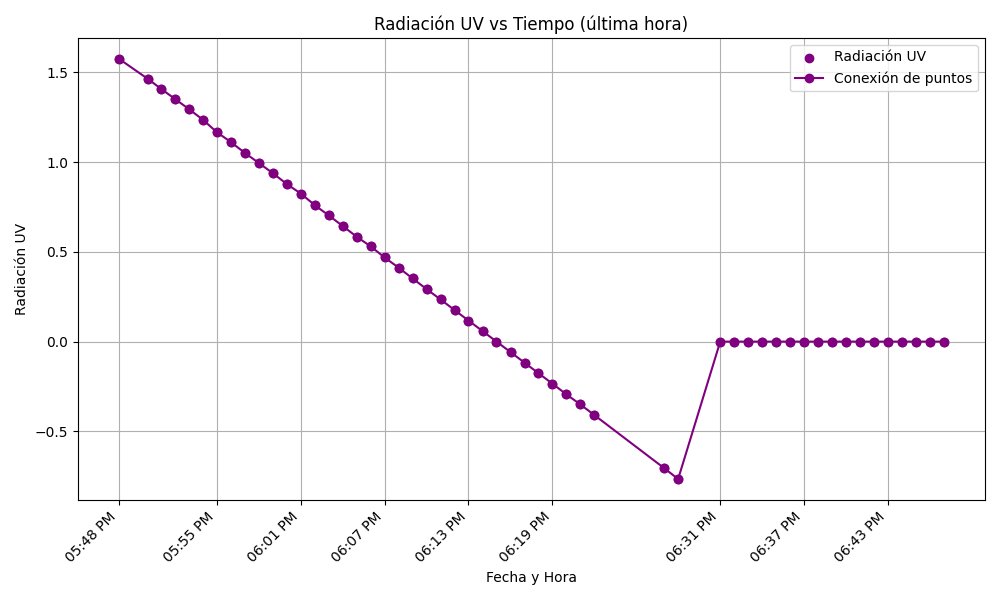 Radiación UV vs Tiempo (última hora)
Radiación UV
Conexión de puntos
1.5
1.0
0.5
0.0
−0.5
Radiación UV
05:48 PM
05:55 PM
06:01 PM
06:07 PM
06:13 PM
06:19 PM
06:31 PM
06:37 PM
06:43 PM
Fecha y Hora